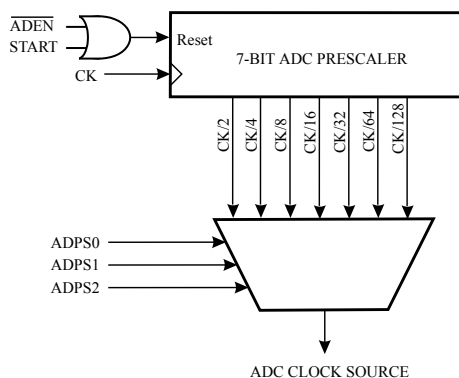 ADEN
START
Reset
7-BIT ADC PRESCALER
CK
CK/2
CK/4
CK/8
CK/16
CK/32
CK/64
CK/128
ADPS0
ADPS1
ADPS2
ADC CLOCK SOURCE